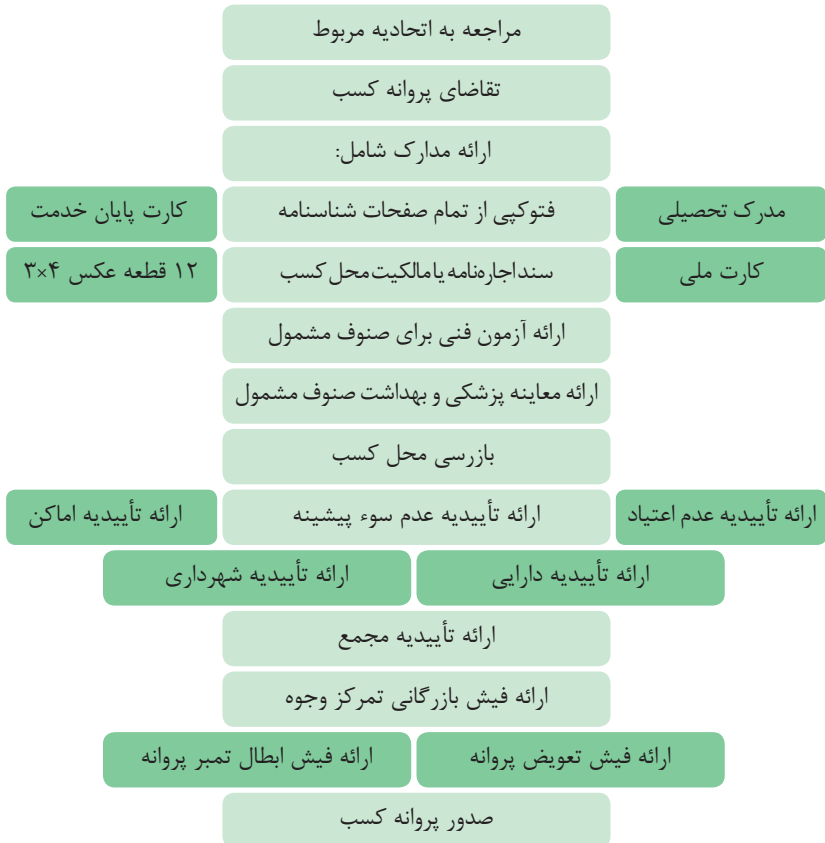 مراجعه به اتحادیه مربوط
تقاضای پروانه کسب
ارائه مدارک شامل:
مدرک تحصیلی
فتوکپی از تمام صفحات شناسنامه
کارت پایان خدمت
کارت ملی
سند اجاره‌نامه یا مالکیت محل کسب
۱۲ قطعه عکس ۴×۳
ارائه آزمون فنی برای صنوف مشمول
ارائه معاینه پزشکی و بهداشت صنوف مشمول
بازرسی محل کسب
ارائه تأییدیه عدم اعتیاد
ارائه تأییدیه عدم سوء پیشینه
ارائه تأییدیه اماکن
ارائه تأییدیه دارایی
ارائه تأییدیه شهرداری
ارائه تأییدیه مجمع
ارائه فیش بازرگانی تمرکز وجوه
ارائه فیش تعویض پروانه
ارائه فیش ابطال تمبر پروانه
صدور پروانه کسب